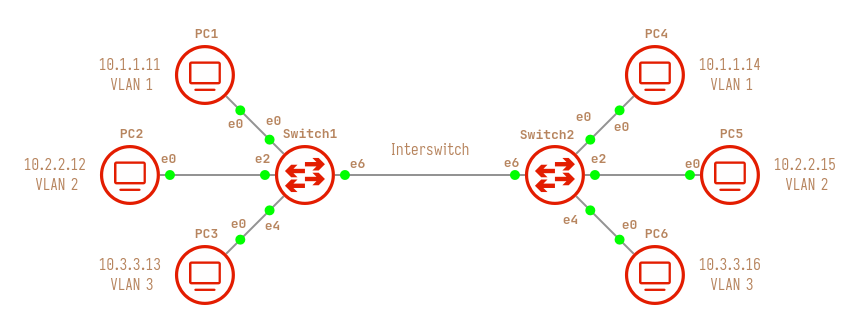 PC1
10.1.1.11
VLAN 1
e0
e0
PC2
10.2.2.12
VLAN 2
e0
e2
Switch1
e6
PC3
10.3.3.13
VLAN 3
e0
e4
Interswitch
PC4
10.1.1.14
VLAN 1
e0
e0
Switch2
e6
e2
PC5
e0
10.2.2.15
VLAN 2
e4
e0
PC6
10.3.3.16
VLAN 3